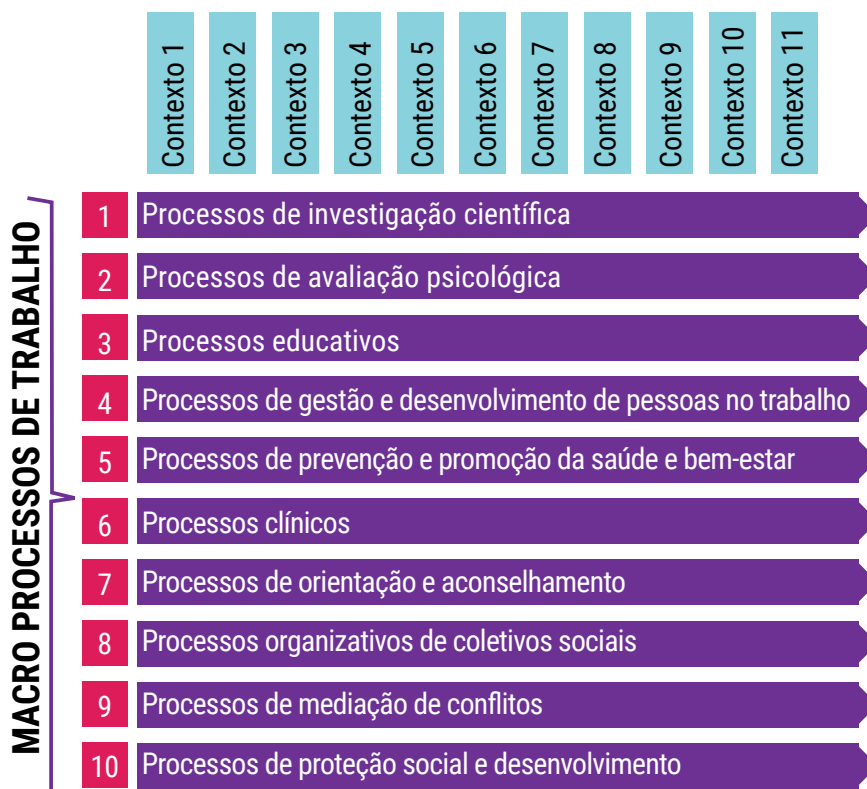 Contexto 1
Contexto 2
Contexto 3
Contexto 4
Contexto 5
Contexto 6
Contexto 7
Contexto 8
Contexto 9
Contexto 10
Contexto 11
MACRO PROCESSOS DE TRABALHO
1 Processos de investigação científica
2 Processos de avaliação psicológica
3 Processos educativos
4 Processos de gestão e desenvolvimento de pessoas no trabalho
5 Processos de prevenção e promoção da saúde e bem-estar
6 Processos clínicos
7 Processos de orientação e aconselhamento
8 Processos organizativos de coletivos sociais
9 Processos de mediação de conflitos
10 Processos de proteção social e desenvolvimento